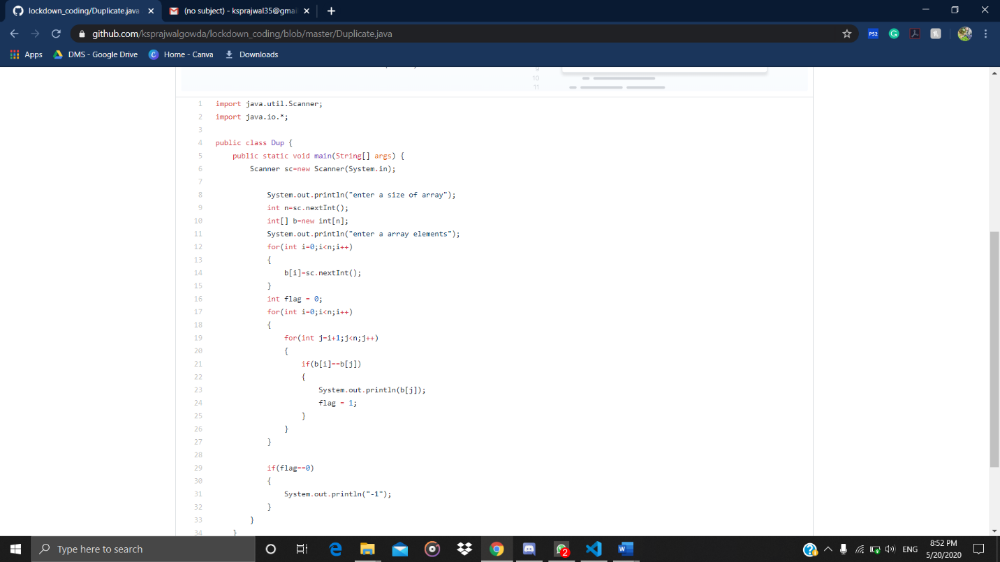 lockdown_coding/Duplicate.java
(no subject) - ksprajwal35@gmai
github.com/ksprajwalgowda/lockdown_coding/blob/master/Duplicate.java
PS2
Apps
DMS - Google Drive
Home - Canva
Downloads
9
10
11
1 import java.util.Scanner;
2 import java.io.*;
3
4 public class Dup {
5 public static void main(String[] args) {
6 Scanner sc=new Scanner(System.in);
7
8 System.out.println("enter a size of array");
9 int n=sc.nextInt();
10 int[] b=new int[n];
11 System.out.println("enter a array elements");
12 for(int i=0;i<n;i++)
13 {
14 b[i]=sc.nextInt();
15 }
16 int flag = 0;
17 for(int i=0;i<n;i++)
18 {
19 for(int j=i+1;j<n;j++)
20 {
21 if(b[i]==b[j])
22 {
23 System.out.println(b[j]);
24 flag = 1;
25 }
26 }
27 }
28
29 if(flag==0)
30 {
31 System.out.println("-1");
32 }
33 }
34 }
Type here to search
2
ENG
8:52 PM
5/20/2020